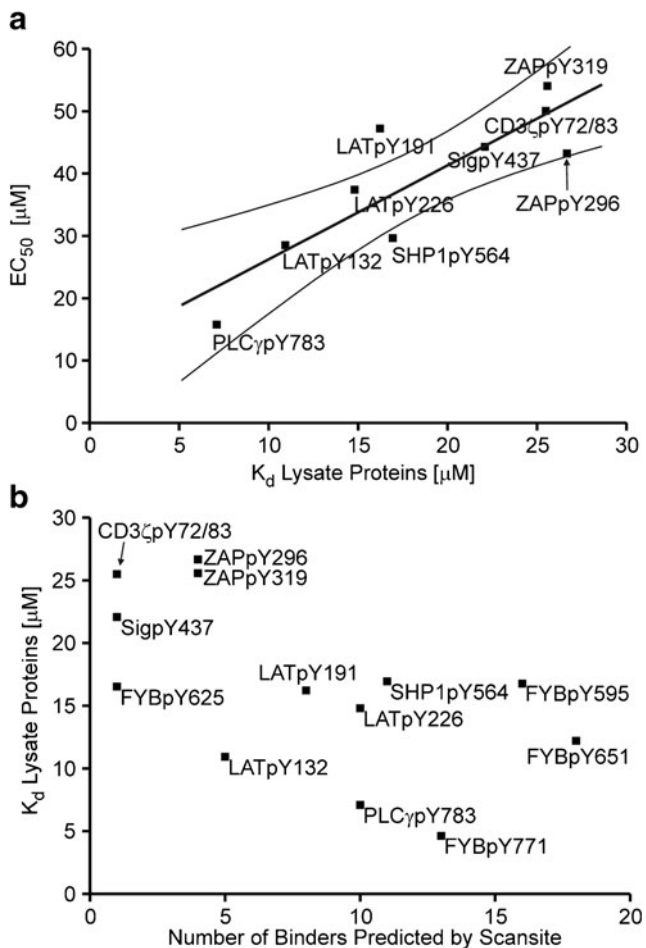 a
60
50
40
30
20
10
0
EC50 [μM]
ZAPpY319
CD3ζpY72/83
LATpY191
SigpY437
LATpY226
ZAPpY296
LATpY132
SHP1pY564
PLCγpY783
0 5 10 15 20 25 30
Kd Lysate Proteins [μM]
b
30
25
20
15
10
5
0
Kd Lysate Proteins [μM]
CD3ζpY72/83
ZAPpY296
ZAPpY319
SigpY437
LATpY191
FYBpY625
SHP1pY564
FYBpY595
LATpY226
FYBpY651
LATpY132
PLCγpY783
FYBpY771
0 5 10 15 20
Number of Binders Predicted by Scansite